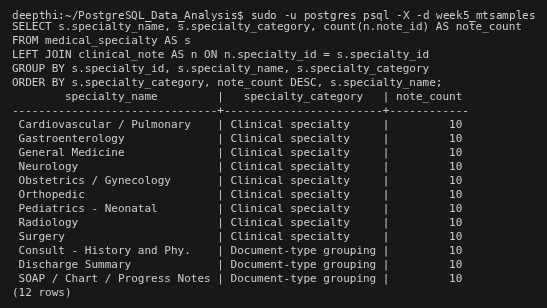 deepthi:~/PostgreSQL_Data_Analysis$ sudo -u postgres psql -X -d week5_mtsamples
SELECT s.specialty_name, s.specialty_category, count(n.note_id) AS note_count
FROM medical_specialty AS s
LEFT JOIN clinical_note AS n ON n.specialty_id = s.specialty_id
GROUP BY s.specialty_id, s.specialty_name, s.specialty_category
ORDER BY s.specialty_category, note_count DESC, s.specialty_name;
        specialty_name         |   specialty_category   | note_count
-------------------------------+------------------------+------------
 Cardiovascular / Pulmonary    | Clinical specialty     |         10
 Gastroenterology              | Clinical specialty     |         10
 General Medicine              | Clinical specialty     |         10
 Neurology                     | Clinical specialty     |         10
 Obstetrics / Gynecology       | Clinical specialty     |         10
 Orthopedic                    | Clinical specialty     |         10
 Pediatrics - Neonatal         | Clinical specialty     |         10
 Radiology                     | Clinical specialty     |         10
 Surgery                       | Clinical specialty     |         10
 Consult - History and Phy.    | Document-type grouping |         10
 Discharge Summary             | Document-type grouping |         10
 SOAP / Chart / Progress Notes | Document-type grouping |         10
(12 rows)